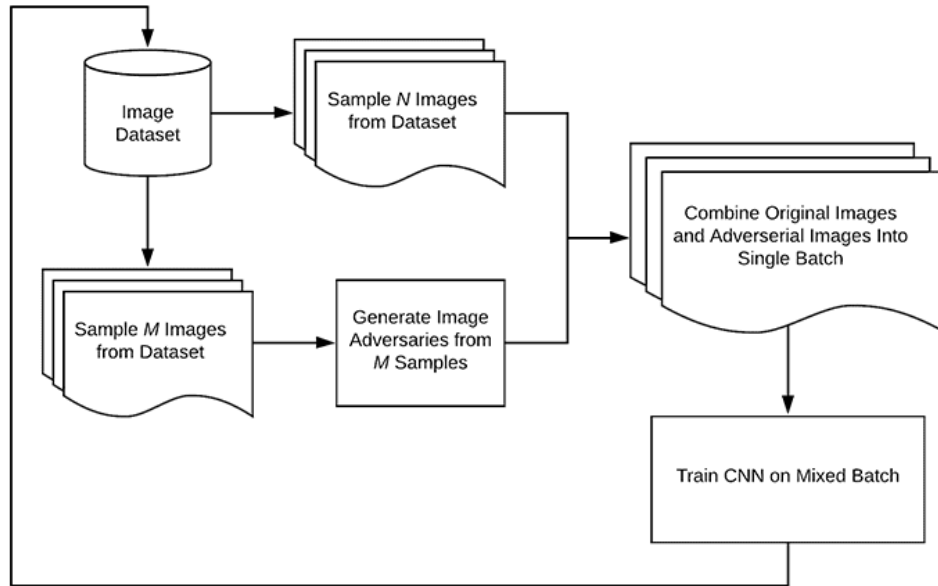 Image
Dataset
Sample N Images
from Dataset
Combine Original Images
and Adverserial Images Into
Single Batch
Sample M Images
from Dataset
Generate Image
Adversaries from
M Samples
Train CNN on Mixed Batch